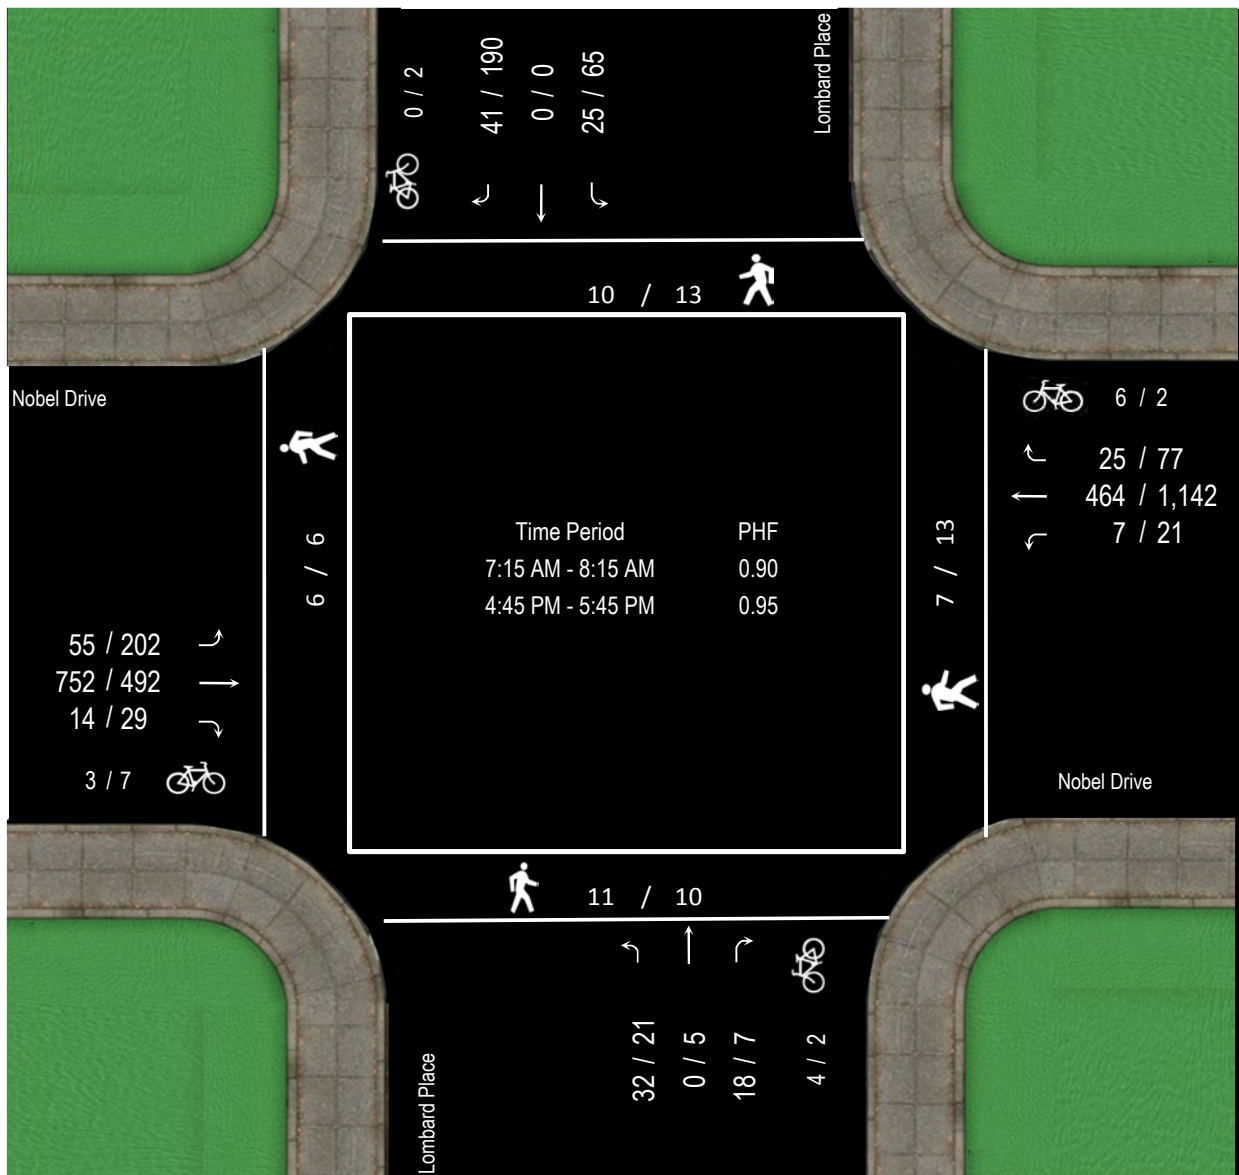 0 / 2
41 / 190
0 / 0
25 / 65
Lombard Place
10 / 13
Nobel Drive
6 / 2
25 / 77
464 / 1,142
7 / 21
6 / 6
Time Period PHF
7:15 AM - 8:15 AM 0.90
4:45 PM - 5:45 PM 0.95
7 / 13
55 / 202
752 / 492
14 / 29
3 / 7
Nobel Drive
11 / 10
Lombard Place
32 / 21
0 / 5
18 / 7
4 / 2